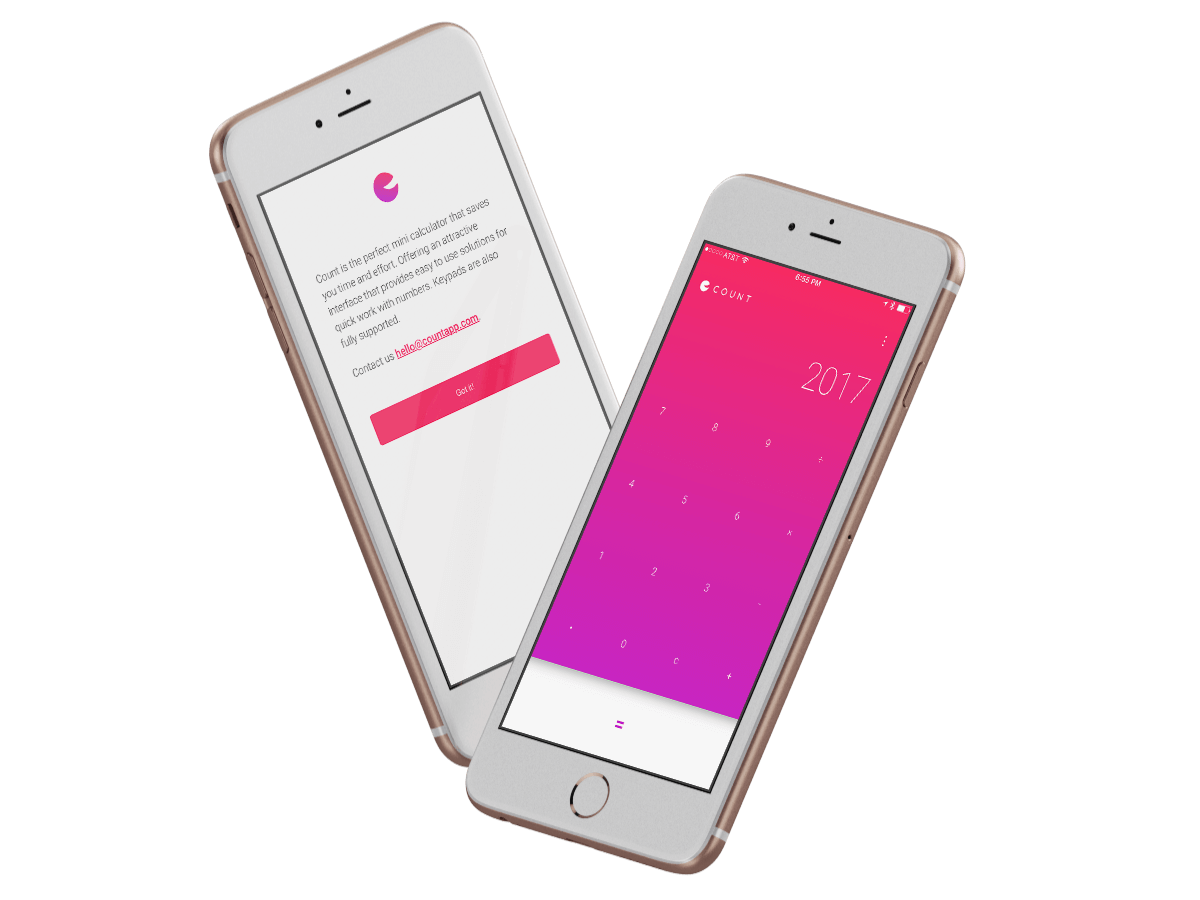 Count is the perfect mini calculator that saves
you time and effort. Offering an attractive
interface that provides easy to use solutions for
quick work with numbers. Keypads are also
fully supported.
Contact us hello@countapp.com.
Got it!
AT&T 6:55 PM
COUNT
2017
7 8 9 ÷
4 5 6 ×
1 2 3 -
. 0 C +
=